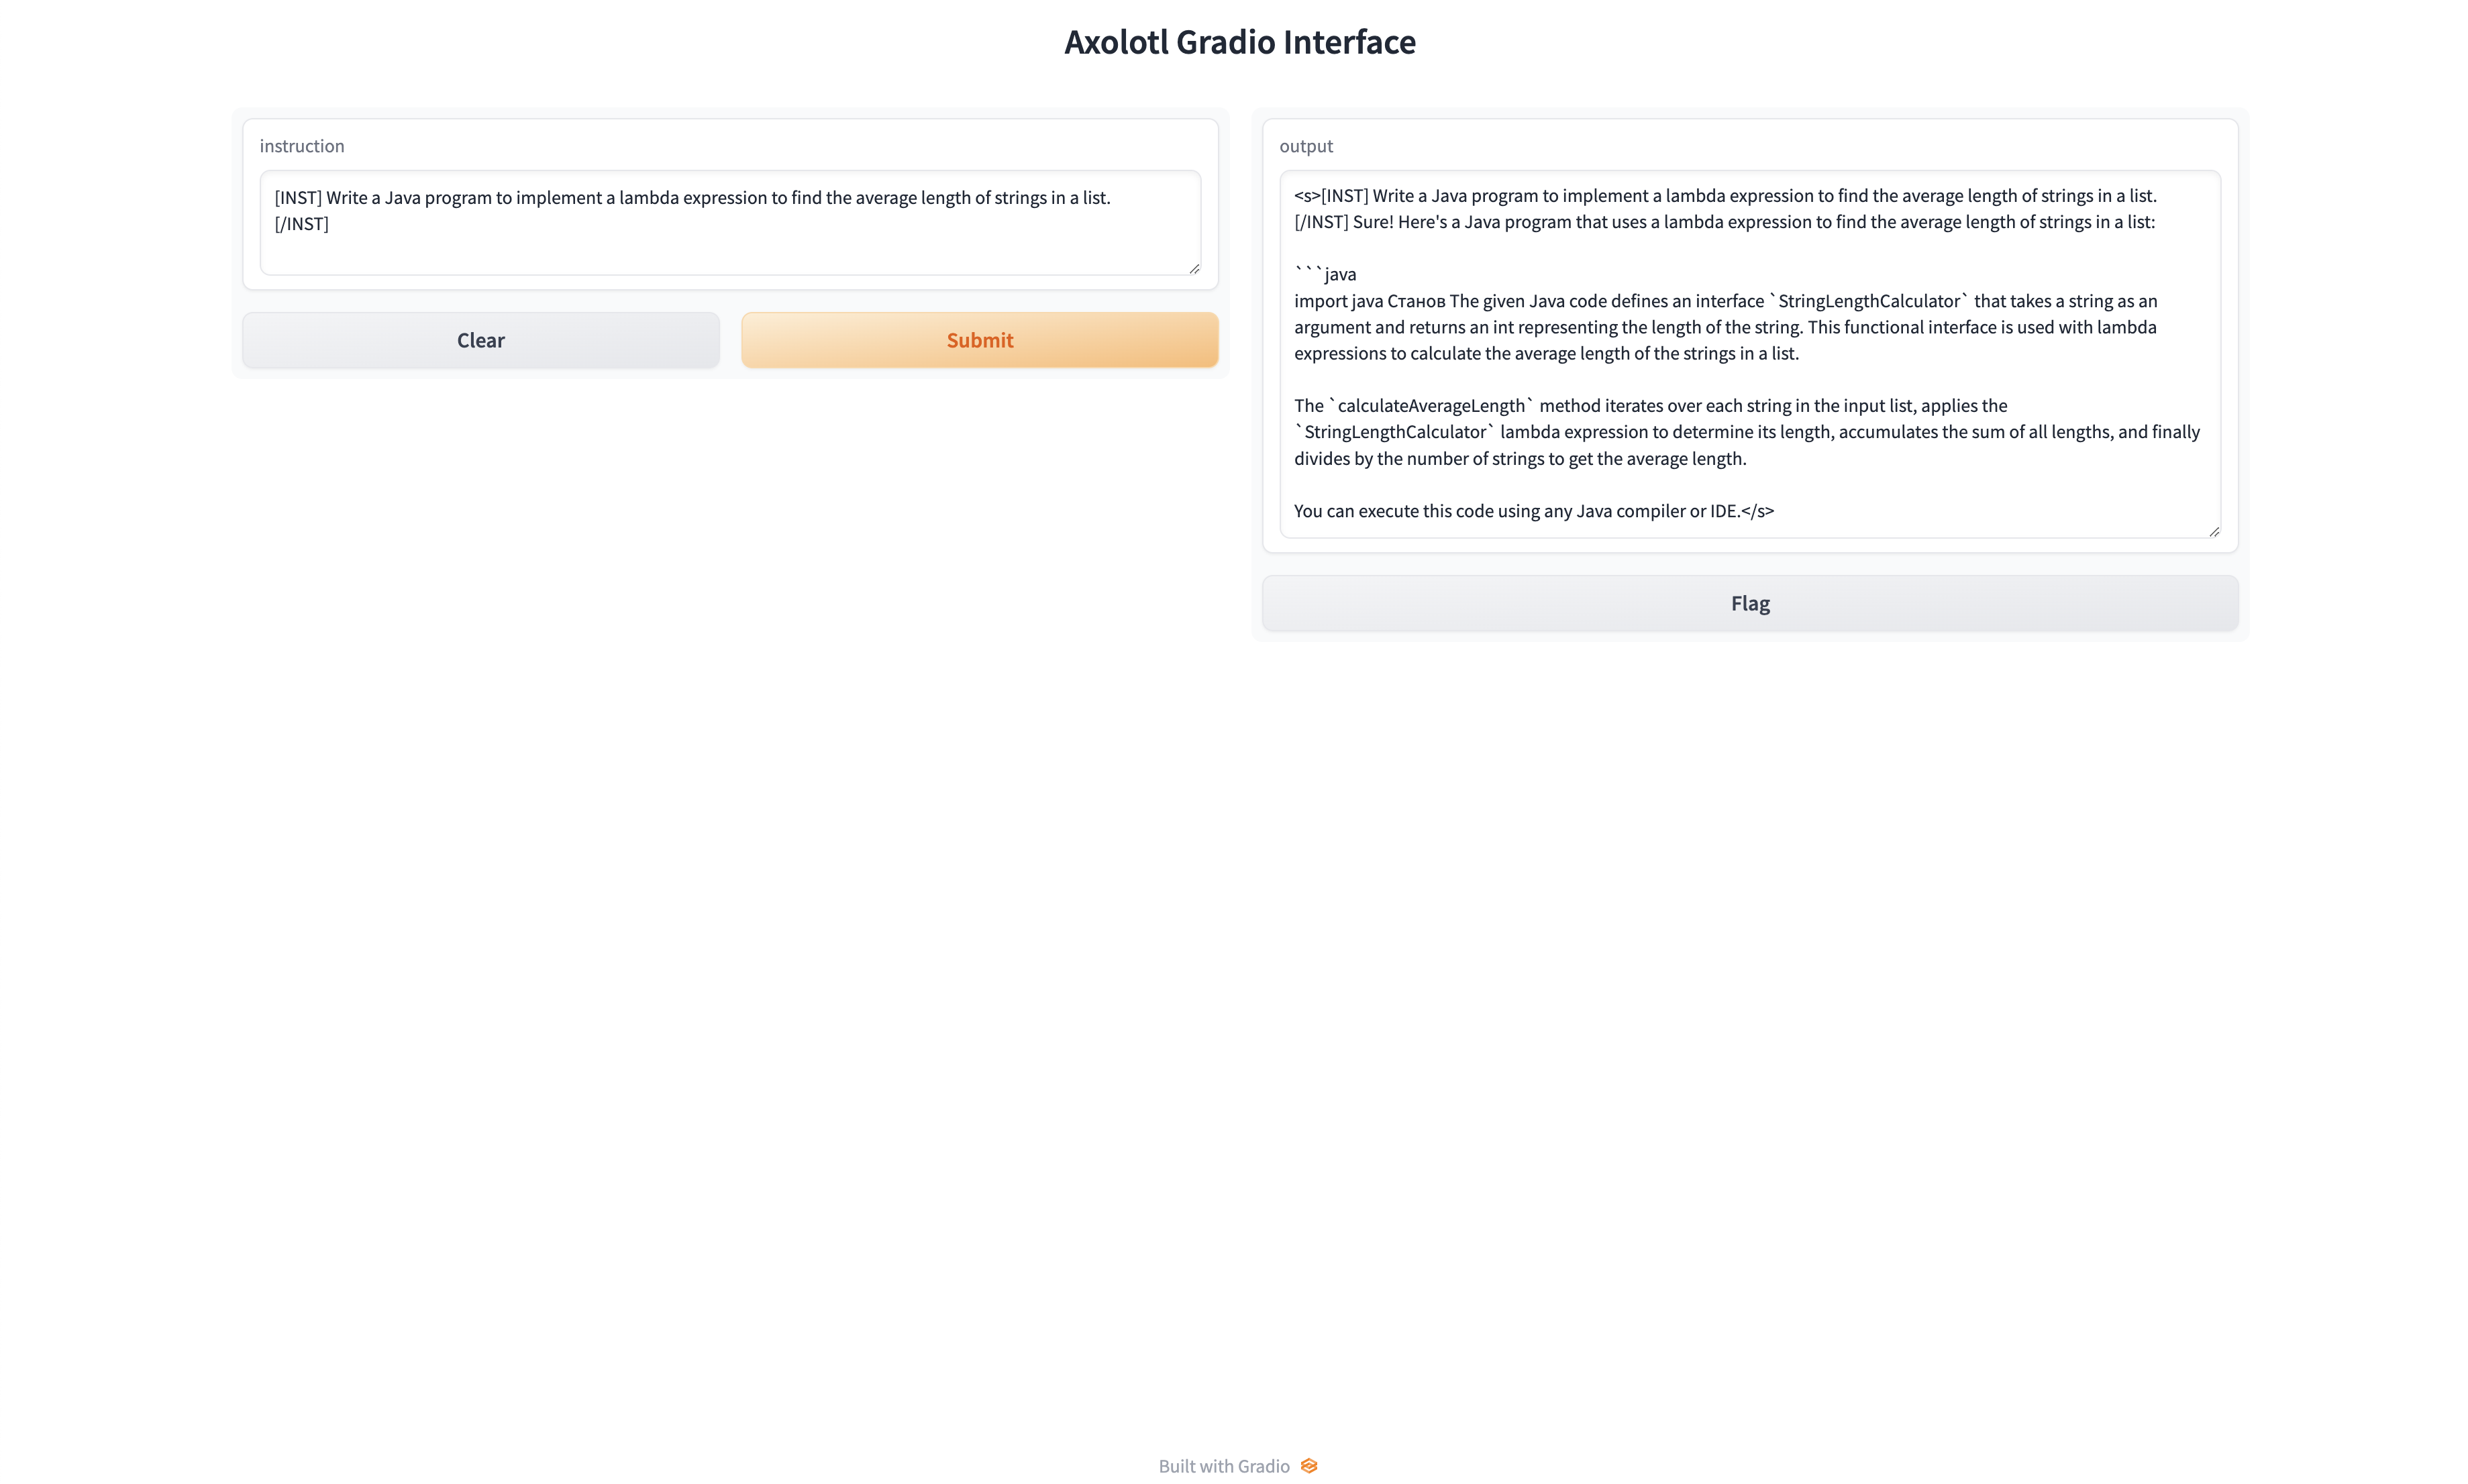 Axolotl Gradio Interface
instruction
[INST] Write a Java program to implement a lambda expression to find the average length of strings in a list.
[/INST]
Clear
Submit
output
<s>[INST] Write a Java program to implement a lambda expression to find the average length of strings in a list.
[/INST] Sure! Here's a Java program that uses a lambda expression to find the average length of strings in a list:
```java
import java Станов The given Java code defines an interface `StringLengthCalculator` that takes a string as an
argument and returns an int representing the length of the string. This functional interface is used with lambda
expressions to calculate the average length of the strings in a list.
The `calculateAverageLength` method iterates over each string in the input list, applies the
`StringLengthCalculator` lambda expression to determine its length, accumulates the sum of all lengths, and finally
divides by the number of strings to get the average length.
You can execute this code using any Java compiler or IDE.</s>
Flag
Built with Gradio